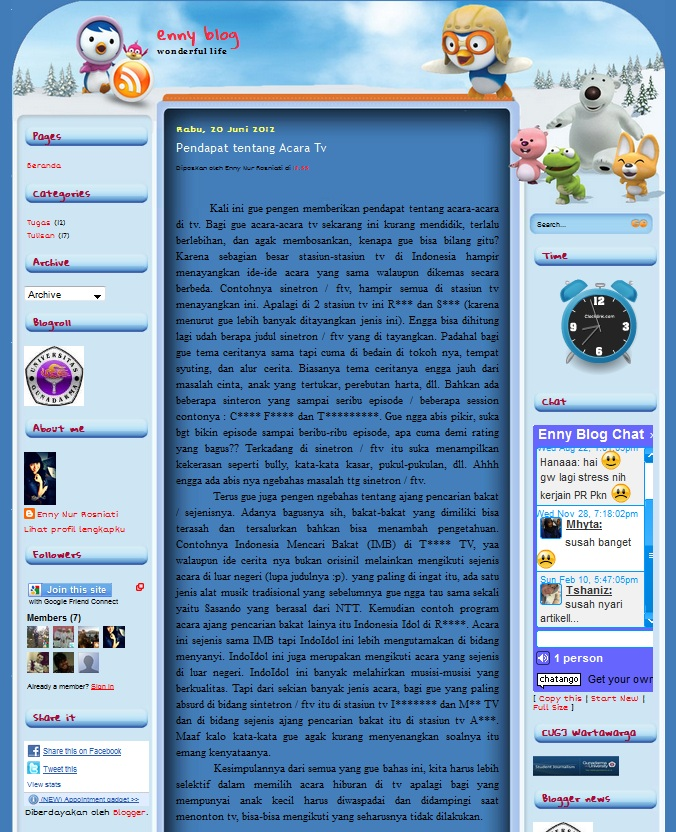 enny blog
wonderful life
Pages
Beranda
Categories
Tugas (12)
Tulisan (17)
Archive
Archive
Blogroll
UNIVERSITAS
GUNADARMA
About me
Enny Nur Rosniati
Lihat profil lengkapku
Followers
Join this site
with Google Friend Connect
Members (7)
Already a member? Sign in
Share it
Share this on Facebook
Tweet this
View stats
(NEW) Appointment gadget >>
Diberdayakan oleh Blogger.
Rabu, 20 Juni 2012
Pendapat tentang Acara Tv
Diposkan oleh Enny Nur Rosniati di
Kali ini gue pengen memberikan pendapat tentang acara-acara
di tv. Bagi gue acara-acara tv sekarang ini kurang mendidik, terlalu
berlebihan, dan agak membosankan, kenapa gue bisa bilang gitu?
Karena sebagian besar stasiun-stasiun tv di Indonesia hampir
menayangkan ide-ide acara yang sama walaupun dikemas secara
berbeda. Contohnya sinetron / ftv, hampir semua di stasiun tv
menayangkan ini. Apalagi di 2 stasiun tv ini R*** dan S*** (karena
menurut gue lebih banyak ditayangkan jenis ini). Engga bisa dihitung
lagi udah berapa judul sinetron / ftv yang di tayangkan. Padahal bagi
gue tema ceritanya sama tapi cuma di bedain di tokoh nya, tempat
syuting, dan alur cerita. Biasanya tema ceritanya engga jauh dari
masalah cinta, anak yang tertukar, perebutan harta, dll. Bahkan ada
beberapa sinteron yang sampai seribu episode / beberapa session
contonya : C**** F**** dan T*********. Gue ngga abis pikir, suka
bgt bikin episode sampai beribu-ribu episode, apa cuma demi rating
yang bagus?? Terkadang di sinetron / ftv itu suka menampilkan
kekerasan seperti bully, kata-kata kasar, pukul-pukulan, dll. Ahhh
engga ada abis nya ngebahas masalah ttg sinetron / ftv.
Terus gue juga pengen ngebahas tentang ajang pencarian bakat
/ sejenisnya. Adanya bagusnya sih, bakat-bakat yang dimiliki bisa
terasah dan tersalurkan bahkan bisa menambah pengetahuan.
Contohnya Indonesia Mencari Bakat (IMB) di T**** TV, yaa
walaupun ide cerita nya bukan orisinil melainkan mengikuti sejenis
acara di luar negeri (lupa judulnya :p). yang paling di ingat itu, ada satu
jenis alat musik tradisional yang sebelumnya gue ngga tau sama sekali
yaitu Sasando yang berasal dari NTT. Kemudian contoh program
acara ajang pencarian bakat lainya itu Indonesia Idol di R****. Acara
ini sejenis sama IMB tapi IndoIdol ini lebih mengutamakan di bidang
menyanyi. IndoIdol ini juga merupakan mengikuti acara yang sejenis
di luar negeri. IndoIdol ini banyak melahirkan musisi-musisi yang
berkualitas. Tapi dari sekian banyak jenis acara, bagi gue yang paling
absurd di bidang sintetron / ftv itu di stasiun tv I******* dan M** TV
dan di bidang sejenis ajang pencarian bakat itu di stasiun tv A***,
Maaf kalo kata-kata gue agak kurang menyenangkan soalnya itu
emang kenyataanya.
Kesimpulannya dari semua yang gue bahas ini, kita harus lebih
selektif dalam memilih acara hiburan di tv apalagi bagi yang
mempunyai anak kecil harus diwaspadai dan didampingi saat
menonton tv, bisa-bisa mengikuti yang seharusnya tidak dilakukan.
Search...
Time
12
3
6
9
Clocklink.com
Chat
Enny Blog Chat
Wed Aug 22, 1:01:05pm
Hanaaa: hai
gw lagi stress nih
kerjain PR Pkn
Wed Nov 28, 7:18:02pm
Mhyta:
susah banget
Sun Feb 10, 5:47:05pm
Tshaniz:
susah nyari
artikell...
1 person
chatango Get your own
[ Copy this | Start New |
Full Size ]
CUG3 Wartawarga
Blogger news